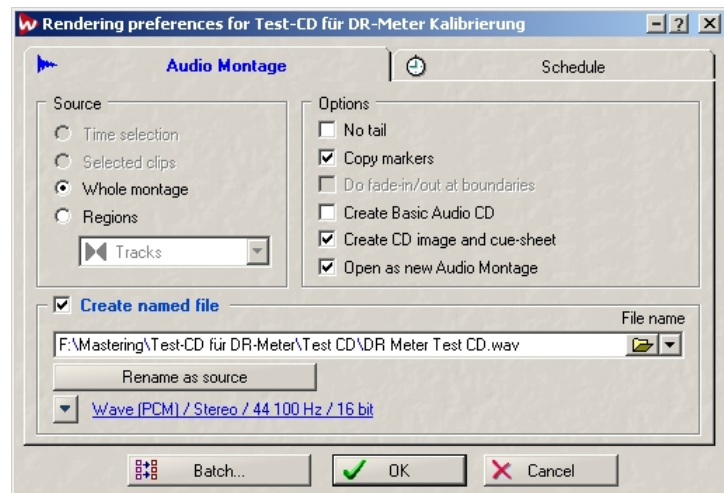 Rendering preferences for Test-CD für DR-Meter Kalibrierung
Audio Montage
Schedule
Source
Time selection
Selected clips
Whole montage
Regions
Tracks
Options
No tail
Copy markers
Do fade-in/out at boundaries
Create Basic Audio CD
Create CD image and cue-sheet
Open as new Audio Montage
Create named file
File name
F:\Mastering\Test-CD für DR-Meter\Test CD\DR Meter Test CD.wav
Rename as source
Wave (PCM) / Stereo / 44 100 Hz / 16 bit
Batch...
OK
Cancel